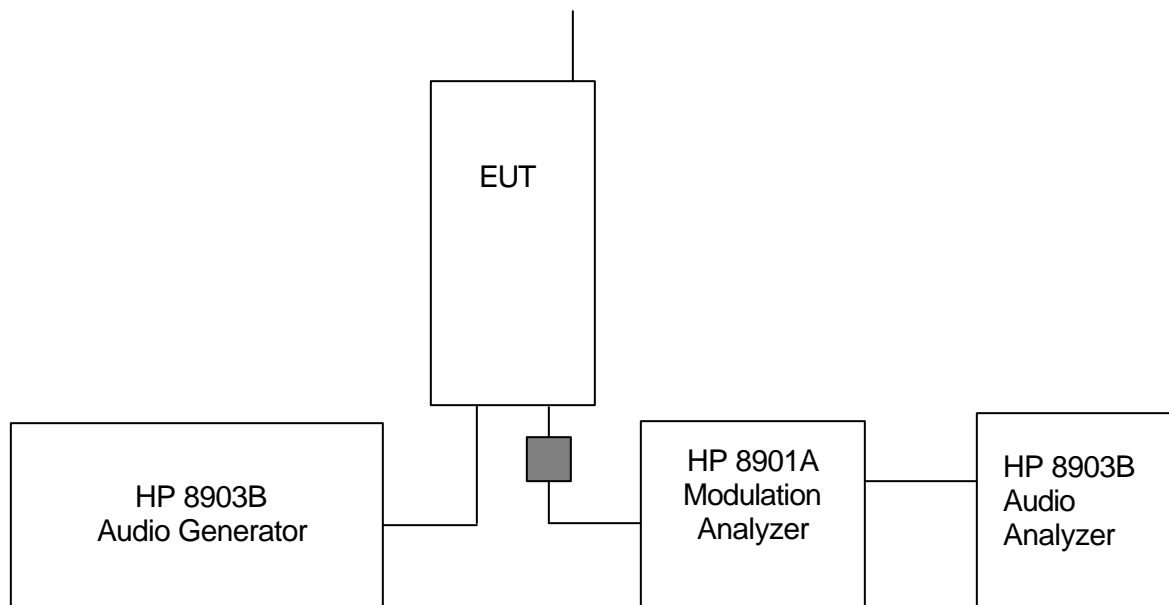 EUT
HP 8903B
Audio Generator
HP 8901A
Modulation
Analyzer
HP 8903B
Audio
Analyzer